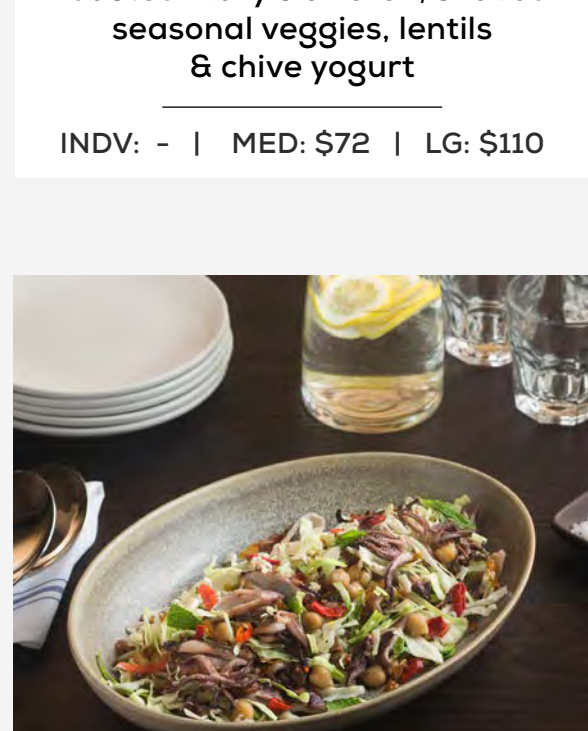 seasonal veggies, lentils
& chive yogurt
INDV: - | MED: $72 | LG: $110